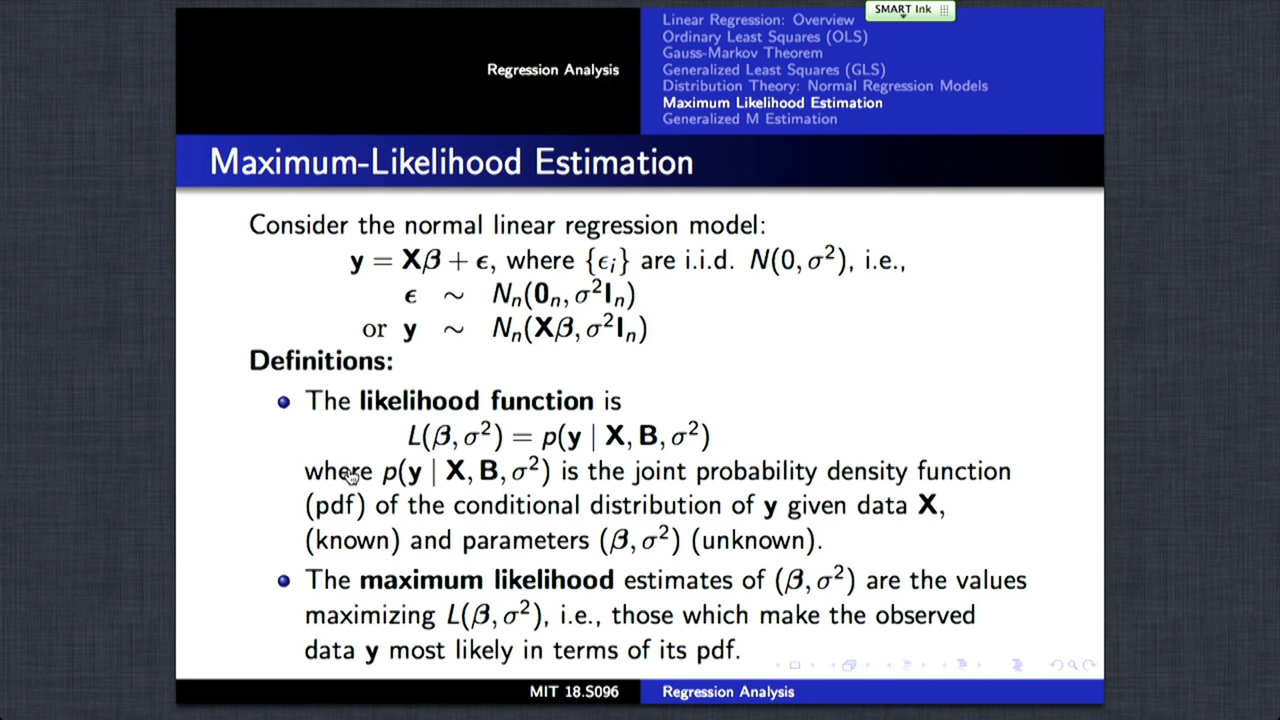 SMART Ink
Regression Analysis
Linear Regression: Overview
Ordinary Least Squares (OLS)
Gauss-Markov Theorem
Generalized Least Squares (GLS)
Distribution Theory: Normal Regression Models
Maximum Likelihood Estimation
Generalized M Estimation
Maximum-Likelihood Estimation
Consider the normal linear regression model:
y = Xβ + ϵ, where {ϵᵢ} are i.i.d. N(0, σ²), i.e.,
ϵ ∼ Nₙ(0ₙ, σ²Iₙ)
or y ∼ Nₙ(Xβ, σ²Iₙ)
Definitions:
The likelihood function is
L(β, σ²) = p(y | X, B, σ²)
where p(y | X, B, σ²) is the joint probability density function
(pdf) of the conditional distribution of y given data X,
(known) and parameters (β, σ²) (unknown).
The maximum likelihood estimates of (β, σ²) are the values
maximizing L(β, σ²), i.e., those which make the observed
data y most likely in terms of its pdf.
MIT 18.S096
Regression Analysis